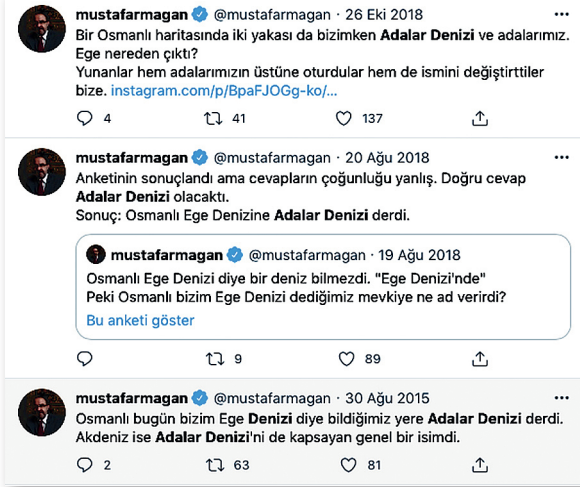 mustafarmagan @mustafarmagan · 26 Eki 2018
Bir Osmanlı haritasında iki yakası da bizimken Adalar Denizi ve adalarımız.
Ege nereden çıktı?
Yunanlar hem adalarımızın üstüne oturdular hem de ismini değiştirttiler
bize. instagram.com/p/BpaFJOGg-ko/...
4 41 137
mustafarmagan @mustafarmagan · 20 Ağu 2018
Anketinin sonuçlandı ama cevapların çoğunluğu yanlış. Doğru cevap
Adalar Denizi olacaktı.
Sonuç: Osmanlı Ege Denizine Adalar Denizi derdi.
mustafarmagan @mustafarmagan · 19 Ağu 2018
Osmanlı Ege Denizi diye bir deniz bilmezdi. "Ege Denizi'nde"
Peki Osmanlı bizim Ege Denizi dediğimiz mevkiye ne ad verirdi?
Bu anketi göster
9 89
mustafarmagan @mustafarmagan · 30 Ağu 2015
Osmanlı bugün bizim Ege Denizi diye bildiğimiz yere Adalar Denizi derdi.
Akdeniz ise Adalar Denizi'ni de kapsayan genel bir isimdi.
2 63 81